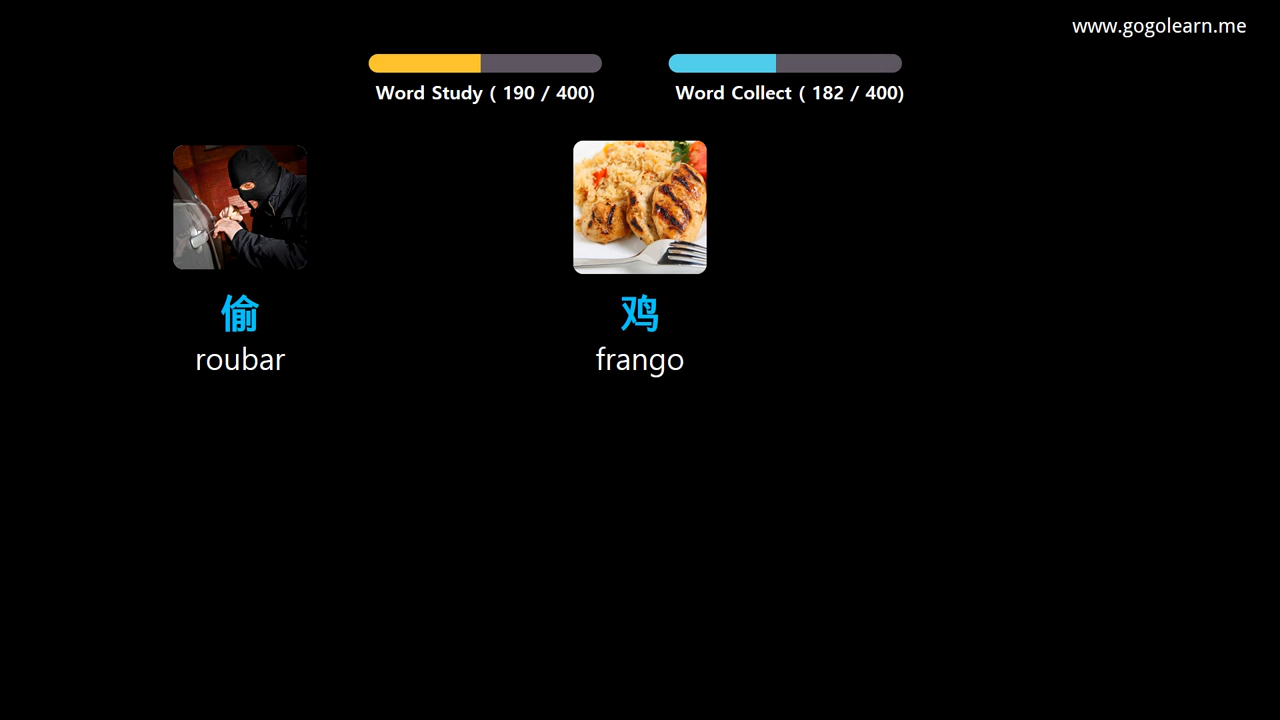 www.gogolearn.me
Word Study ( 190 / 400)
Word Collect ( 182 / 400)
偷
roubar
鸡
frango